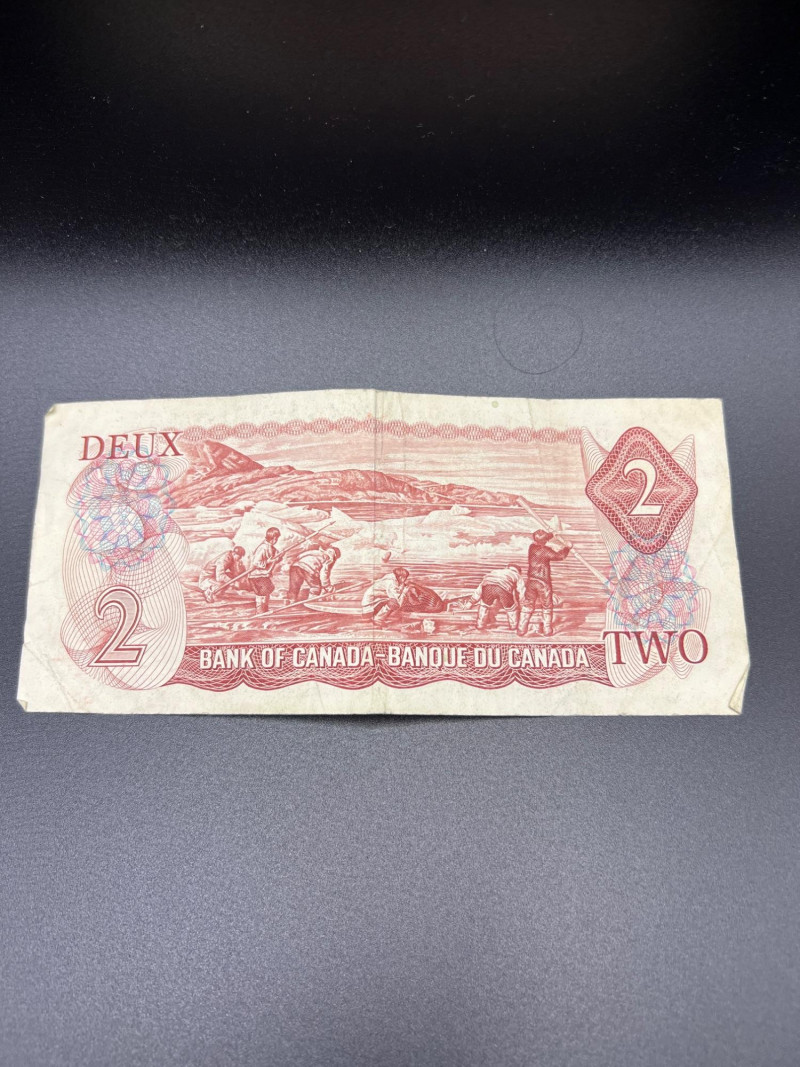 DEUX
2
2
BANK OF CANADA-BANQUE DU CANADA
TWO